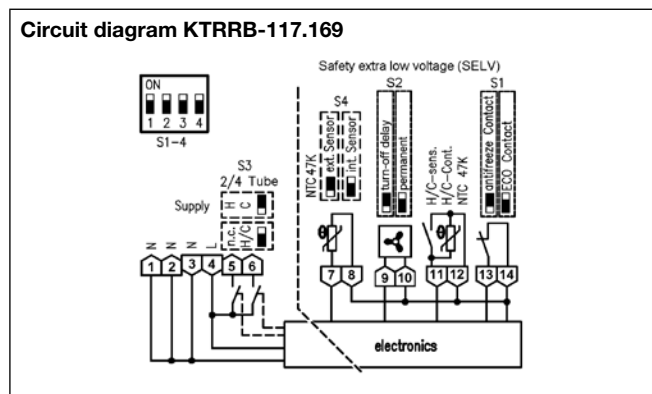 Circuit diagram KTRRB-117.169
Safety extra low voltage (SELV)
ON
1 2 3 4
S1-4
S3
2/4 Tube
H C
n.c. H/C
Supply
N N N L
S4
NTC 47K
ext. Sensor
int. Sensor
S2
turn-off delay
permanent
H/C-sens.
H/C-Cont.
NTC 47K
S1
antifreeze Contact
ECO Contact
1 2 3 4 5 6 7 8 9 10 11 12 13 14
electronics